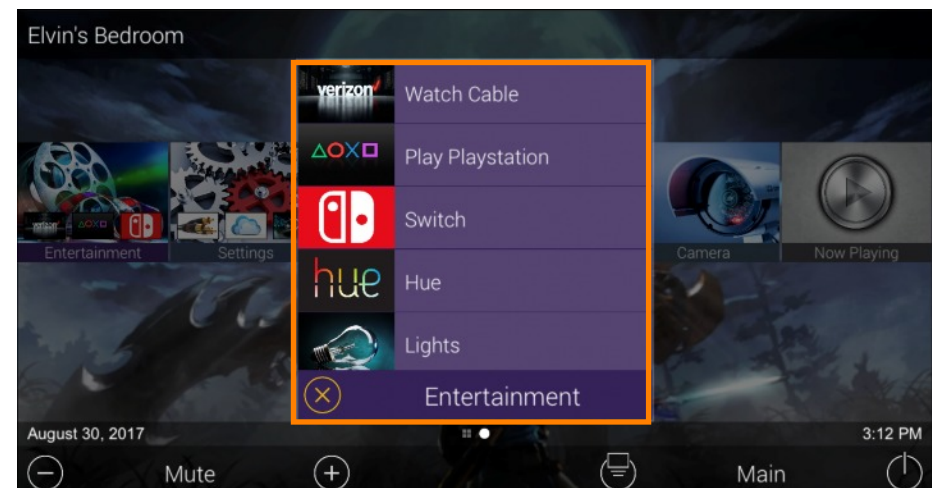 Elvin's Bedroom
verizon
Watch Cable
Play Playstation
Switch
hue
Hue
Lights
Entertainment
verizon
Entertainment
Settings
Camera
Now Playing
August 30, 2017
3:12 PM
Mute
Main